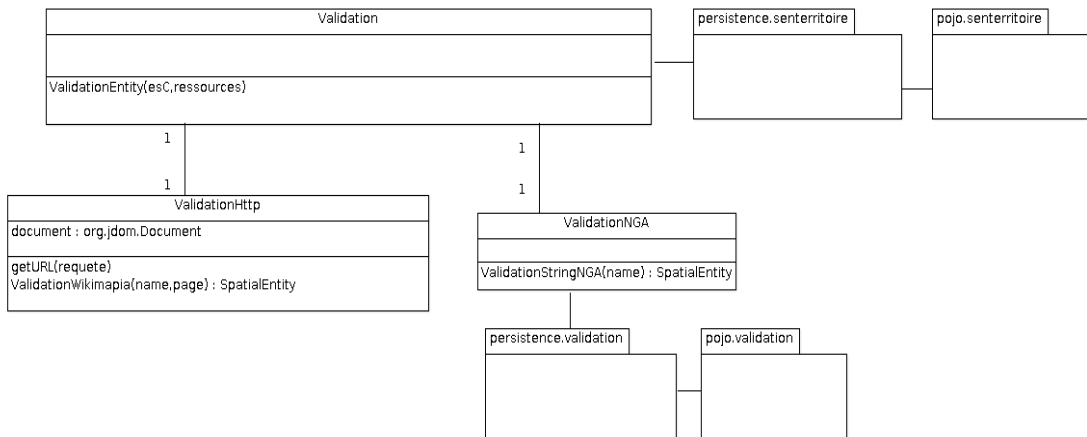 Validation
ValidationEntity(esC,ressources)
persistence.senterritoire
pojo.senterritoire
1
1
1
1
ValidationHttp
document : org.jdom.Document
getURL(requete)
ValidationWikimapia(name,page) : SpatialEntity
ValidationNGA
ValidationStringNGA(name) : SpatialEntity
persistence.validation
pojo.validation